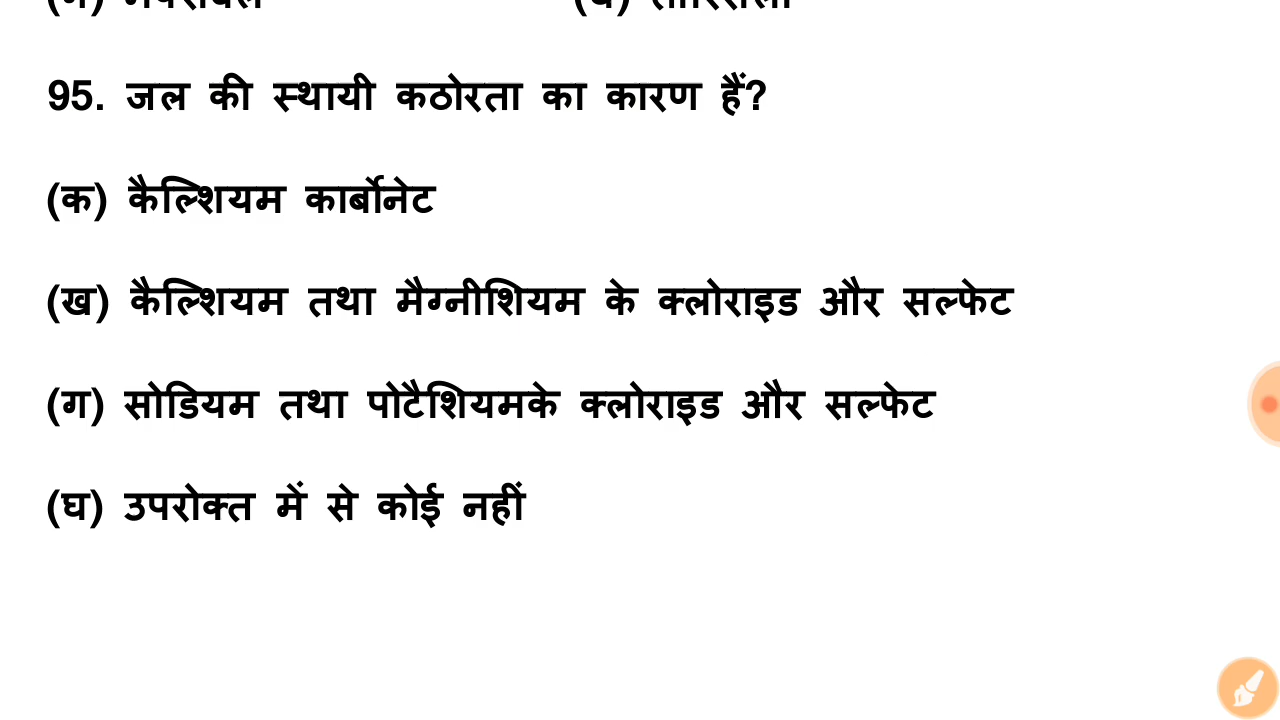 95. जल की स्थायी कठोरता का कारण हैं?
(क) कैल्शियम कार्बोनेट
(ख) कैल्शियम तथा मैग्नीशियम के क्लोराइड और सल्फेट
(ग) सोडियम तथा पोटैशियमके क्लोराइड और सल्फेट
(घ) उपरोक्त में से कोई नहीं